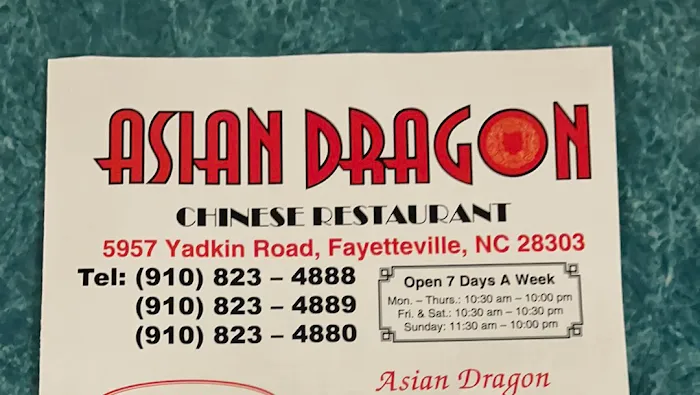 ASIAN DRAGON
CHINESE RESTAURANT
5957 Yadkin Road, Fayetteville, NC 28303
Tel: (910) 823 – 4888
(910) 823 – 4889
(910) 823 – 4880
Open 7 Days A Week
Mon. – Thurs.: 10:30 am – 10:00 pm
Fri. & Sat.: 10:30 am – 10:30 pm
Sunday: 11:30 am – 10:00 pm
Asian Dragon